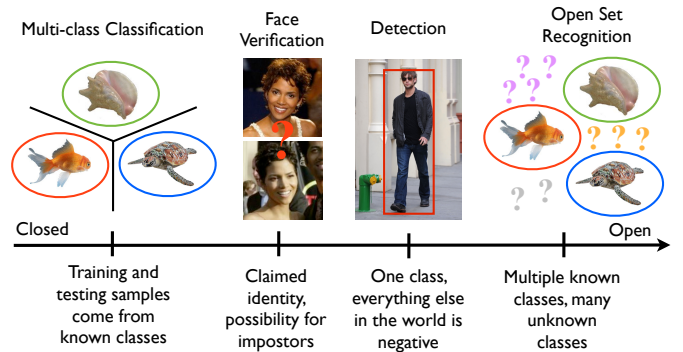 Multi-class Classification
Face
Verification
Detection
Open Set
Recognition
?
? ? ? ? ?
? ? ?
? ?
Closed
Open
Training and
testing samples
come from
known classes
Claimed
identity,
possibility for
impostors
One class,
everything else
in the world is
negative
Multiple known
classes, many
unknown
classes